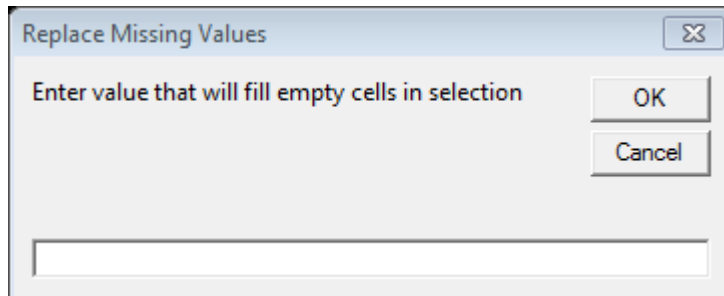 Replace Missing Values
Enter value that will fill empty cells in selection
OK
Cancel